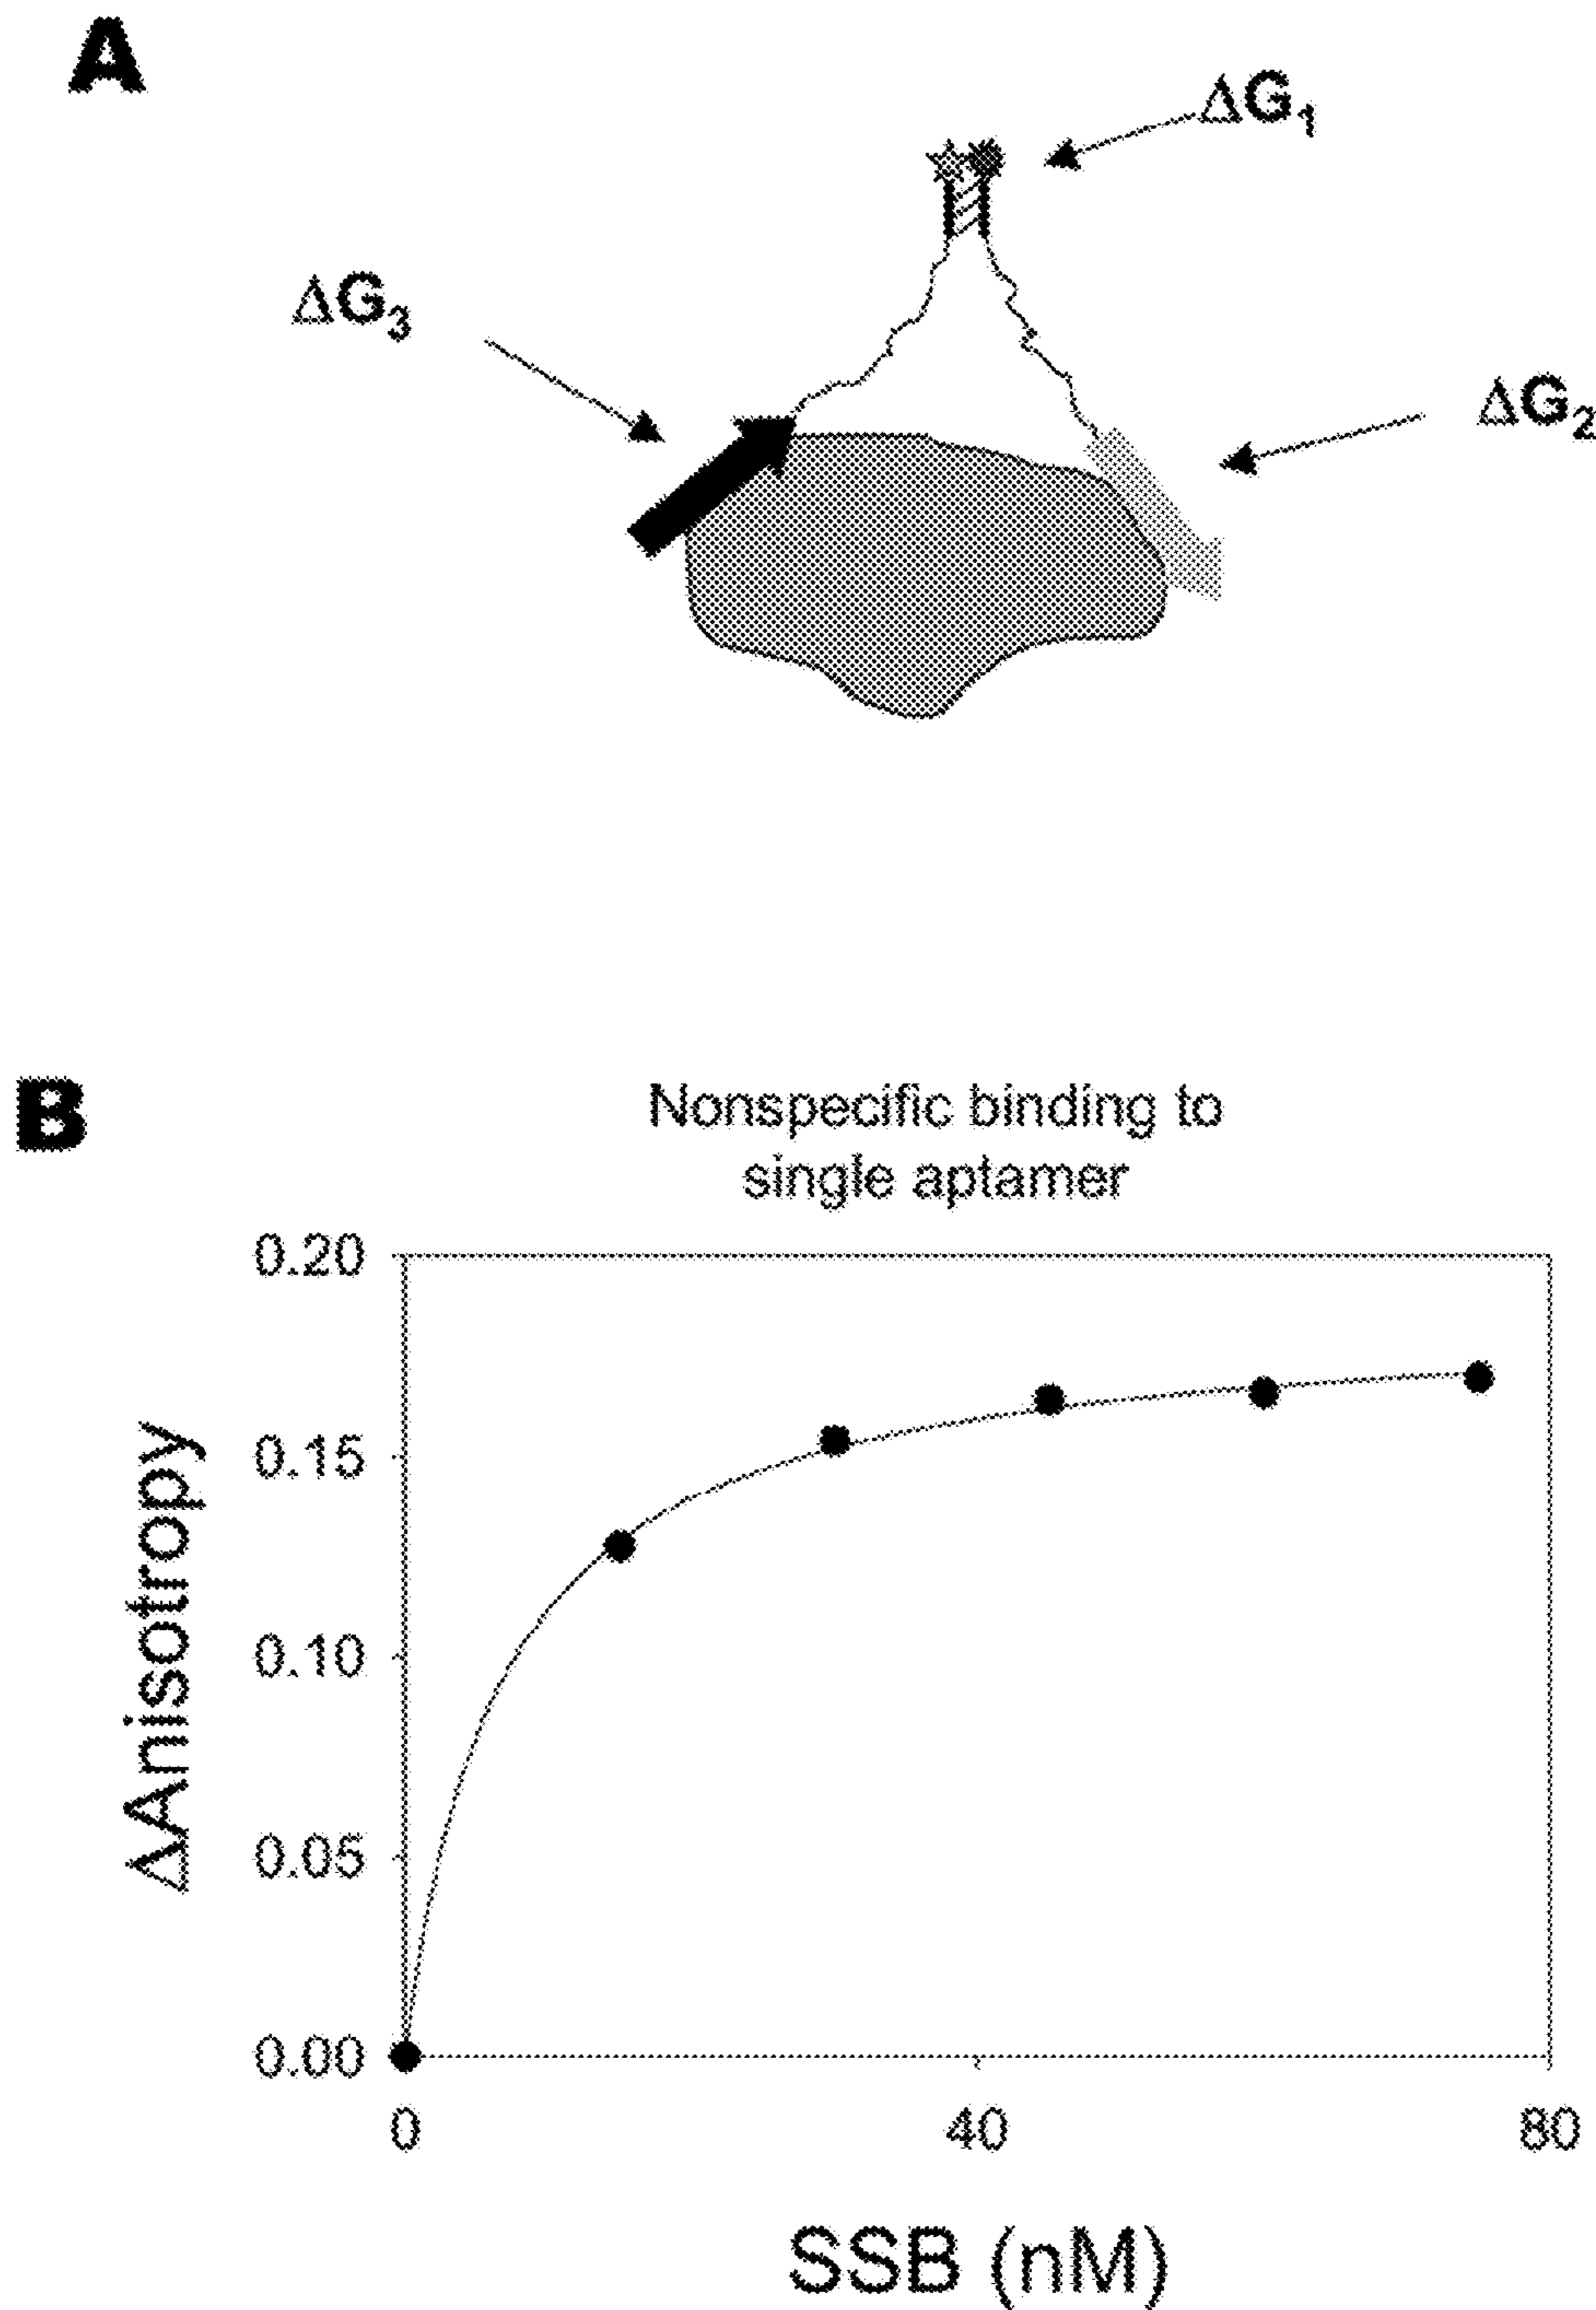 A
ΔG1
ΔG3
ΔG2
B
Nonspecific binding to
single aptamer
0.20
0.15
0.10
0.05
0.00
ΔAnisotropy
0 40 80
SSB (nM)